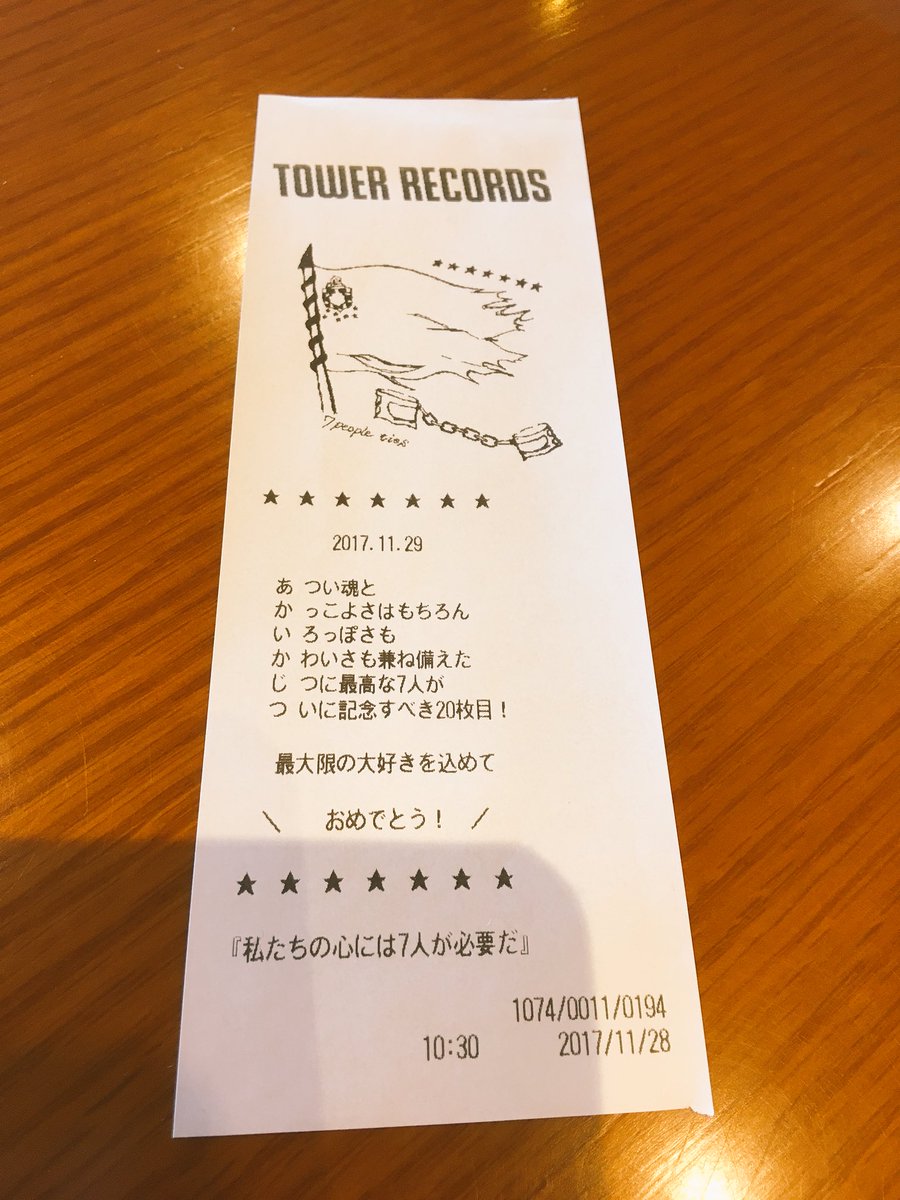 TOWER RECORDS
★★★★★★★
7 people ties
★ ★ ★ ★ ★ ★ ★
2017.11.29
あ つい魂と
か っこよさはもちろん
い ろっぽさも
か わいさも兼ね備えた
じ つに最高な7人が
つ いに記念すべき20枚目！
最大限の大好きを込めて
＼ おめでとう！ ／
★ ★ ★ ★ ★ ★ ★
『私たちの心には7人が必要だ』
1074/0011/0194
10:30 2017/11/28